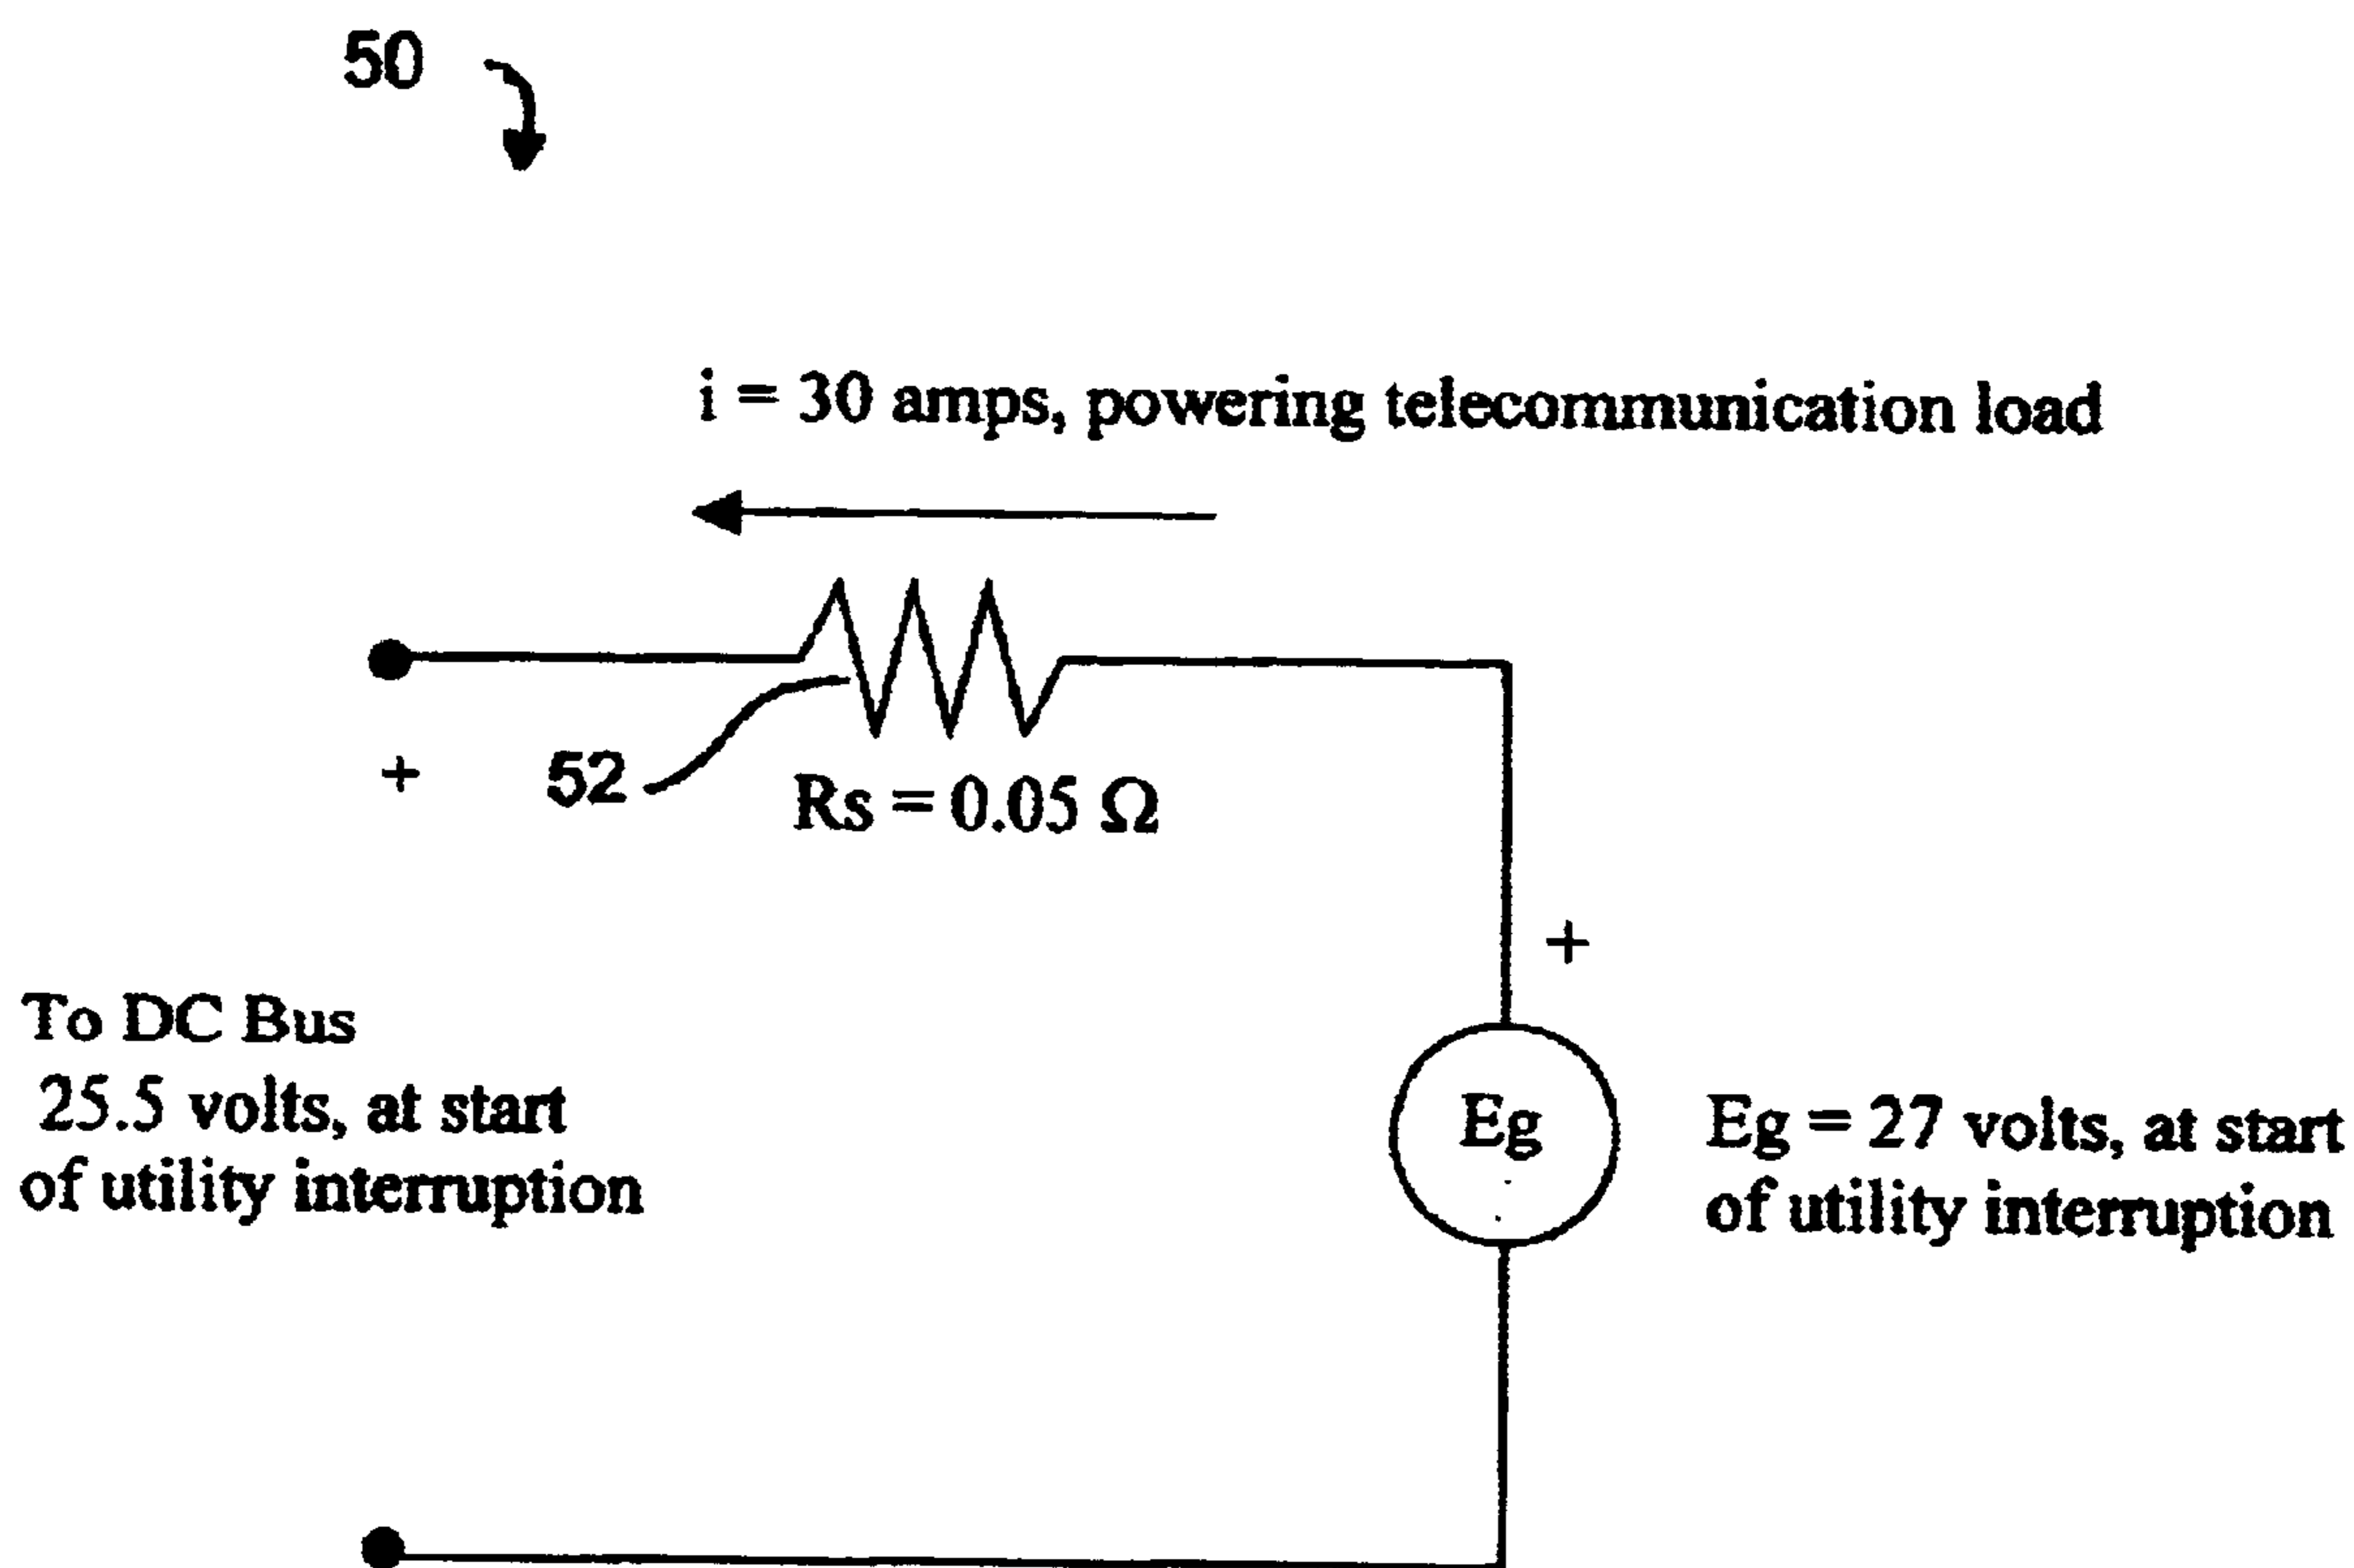 50
i = 30 amps, powering telecommunication load
+
52
Rs = 0.05 Ω
+
To DC Bus
25.5 volts, at start
of utility interruption
Eg
Eg = 27 volts, at start
of utility interruption